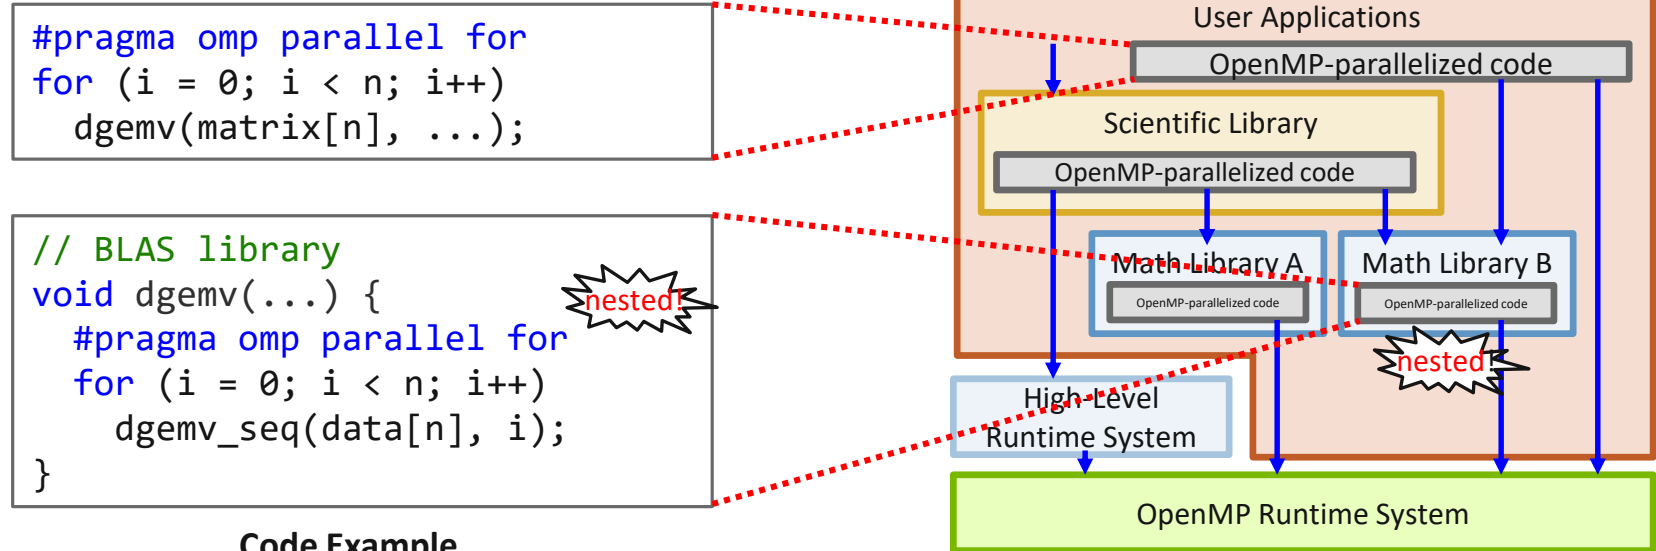 #pragma omp parallel for
for (i = 0; i < n; i++)
dgemv(matrix[n], ...);
// BLAS library
void dgemv(...) {
nested!
#pragma omp parallel for
for (i = 0; i < n; i++)
dgemv_seq(data[n], i);
}
Code Example
User Applications
OpenMP-parallelized code
Scientific Library
OpenMP-parallelized code
Math Library A
OpenMP-parallelized code
Math Library B
OpenMP-parallelized code
nested!
High-Level
Runtime System
OpenMP Runtime System